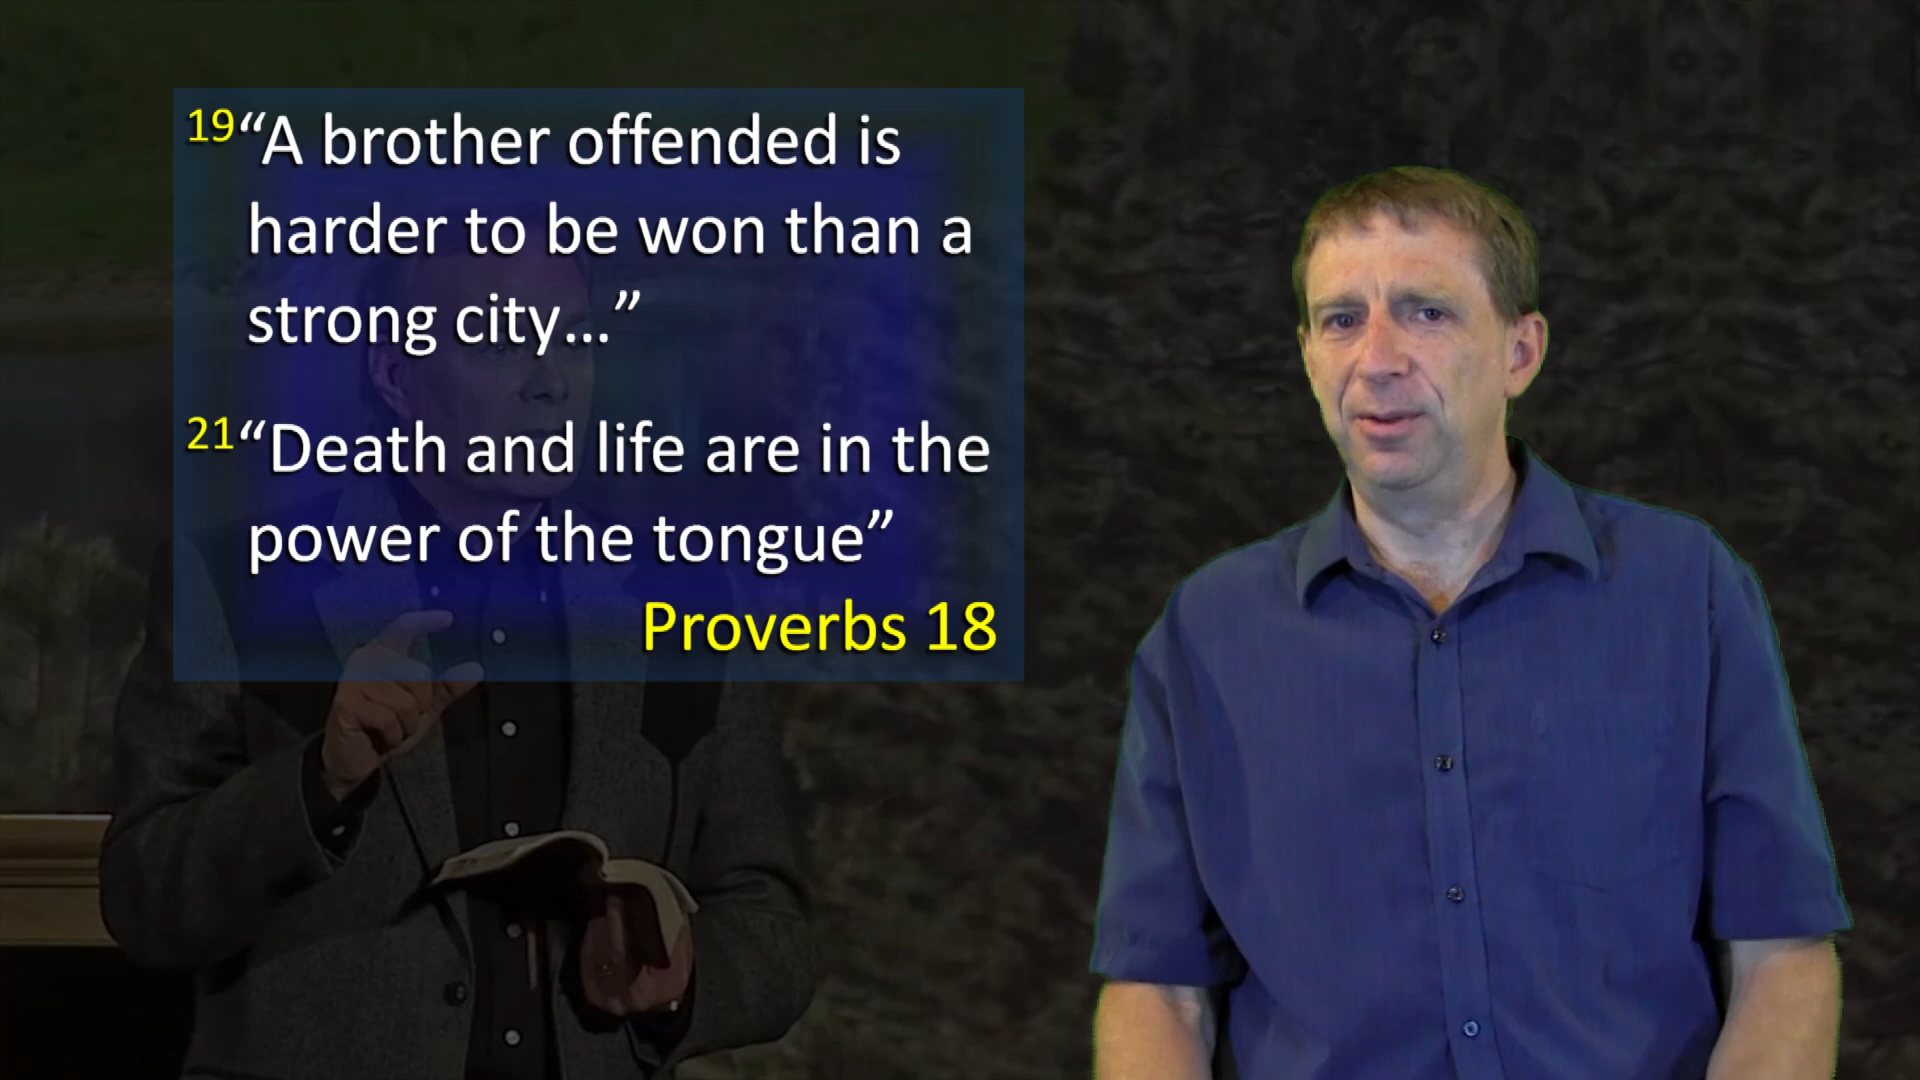 19“A brother offended is
harder to be won than a
strong city...”
21“Death and life are in the
power of the tongue”
Proverbs 18